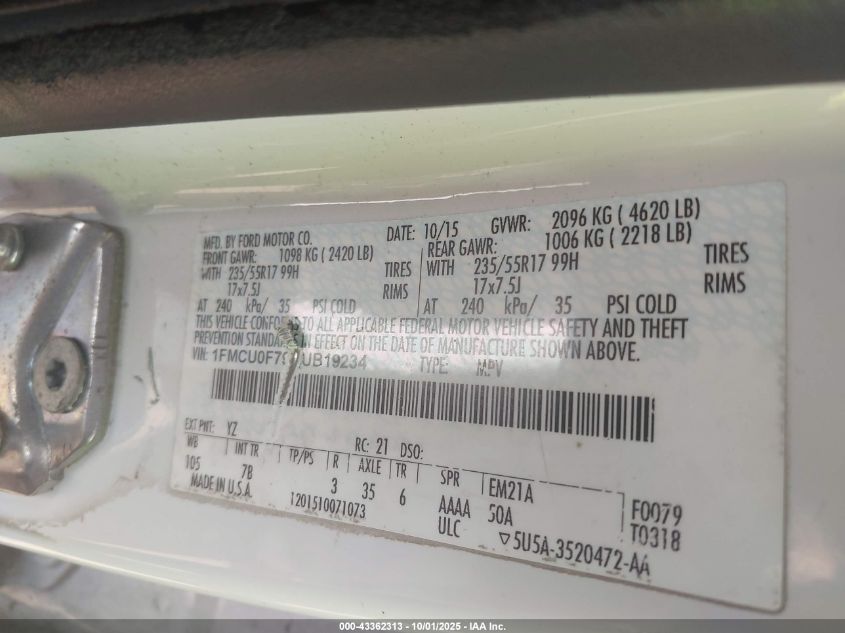 MFD. BY FORD MOTOR CO. DATE: 10/15 GVWR: 2096 KG ( 4620 LB)
FRONT GAWR: 1098 KG ( 2420 LB) REAR GAWR: 1006 KG ( 2218 LB)
WITH 235/55R17 99H TIRES WITH 235/55R17 99H TIRES
17x7.5J RIMS 17x7.5J RIMS
AT 240 kPa/ 35 PSI COLD AT 240 kPa/ 35 PSI COLD
THIS VEHICLE CONFORMS TO ALL APPLICABLE FEDERAL MOTOR VEHICLE SAFETY AND THEFT
PREVENTION STANDARDS IN EFFECT ON THE DATE OF MANUFACTURE SHOWN ABOVE.
VIN: 1FMCU0F79 UB19234 TYPE: MPV
EXT PNT: YZ RC: 21 DSO:
WB INT TR TP/PS R AXLE TR SPR EM21A
105 7B 3 35 6 AAAA 50A F0079
MADE IN U.S.A. 1201510071073 ULC ▽5U5A-3520472-AA T0318
000-43362313 - 10/01/2025 - IAA Inc.